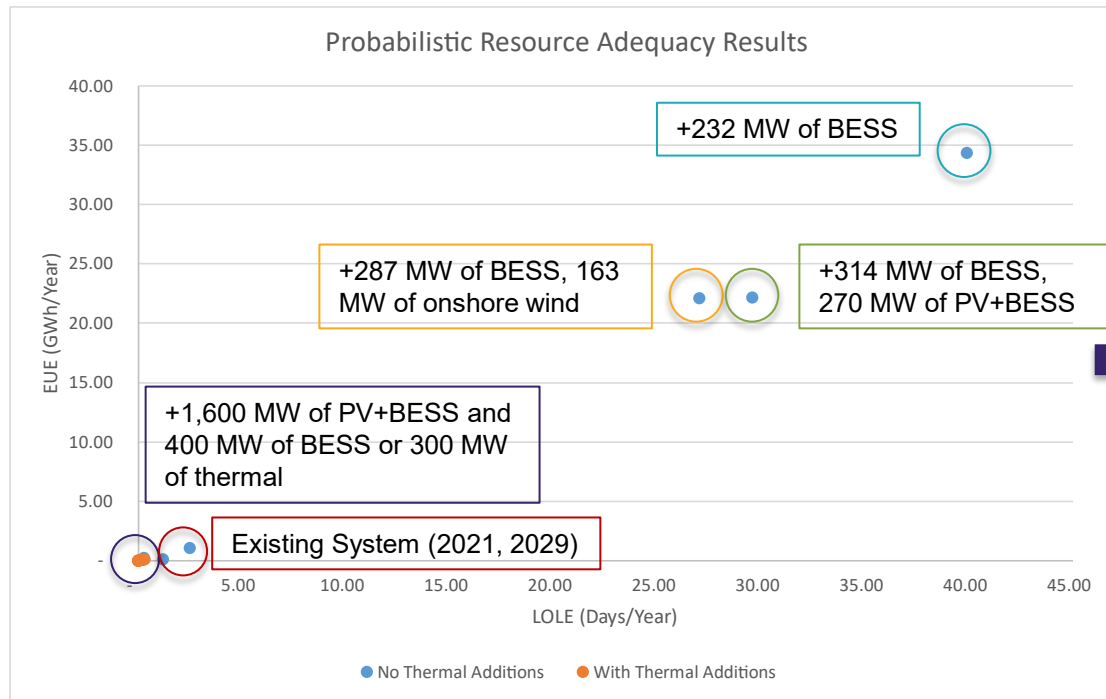 Probabilistic Resource Adequacy Results
40.00
35.00
30.00
25.00
20.00
15.00
10.00
5.00
-
EUE (GWh/Year)
+232 MW of BESS
+287 MW of BESS, 163
MW of onshore wind
+314 MW of BESS,
270 MW of PV+BESS
+1,600 MW of PV+BESS and
400 MW of BESS or 300 MW
of thermal
Existing System (2021, 2029)
- 5.00 10.00 15.00 20.00 25.00 30.00 35.00 40.00 45.00
LOLE (Days/Year)
No Thermal Additions With Thermal Additions